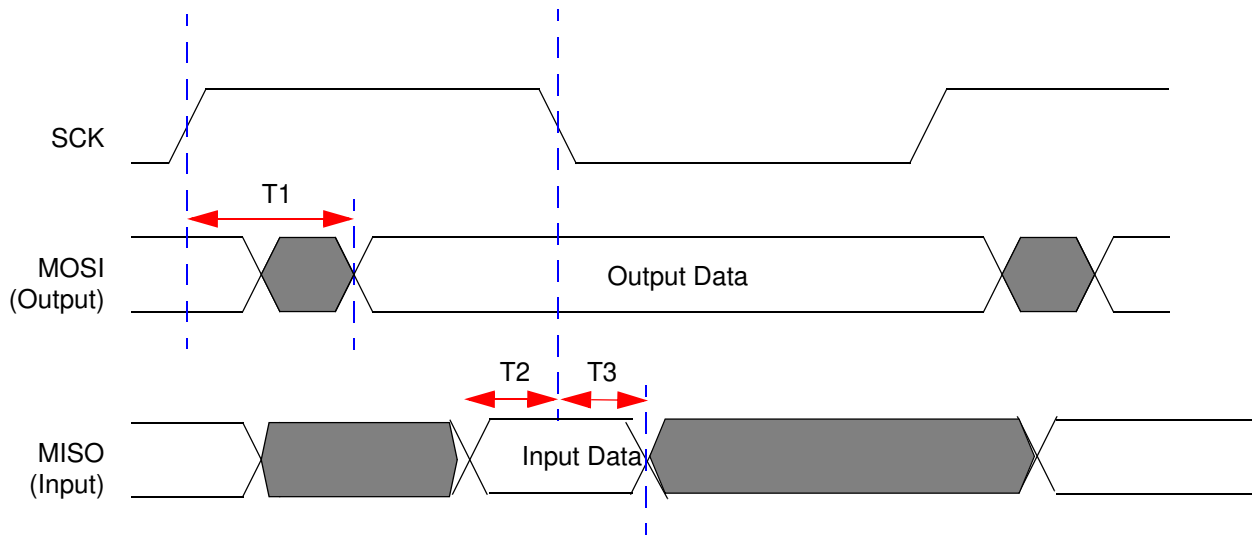 SCK
T1
MOSI
(Output)
Output Data
T2
T3
MISO
(Input)
Input Data